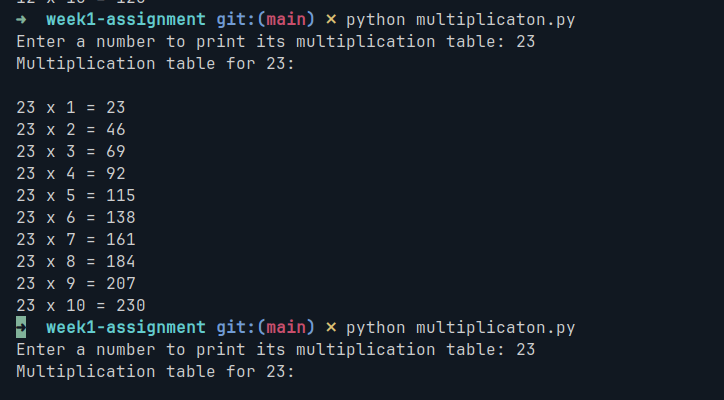 12 x 10 = 120
➜  week1-assignment git:(main) ✗ python multiplicaton.py
Enter a number to print its multiplication table: 23
Multiplication table for 23:

23 x 1 = 23
23 x 2 = 46
23 x 3 = 69
23 x 4 = 92
23 x 5 = 115
23 x 6 = 138
23 x 7 = 161
23 x 8 = 184
23 x 9 = 207
23 x 10 = 230
➜  week1-assignment git:(main) ✗ python multiplicaton.py
Enter a number to print its multiplication table: 23
Multiplication table for 23: